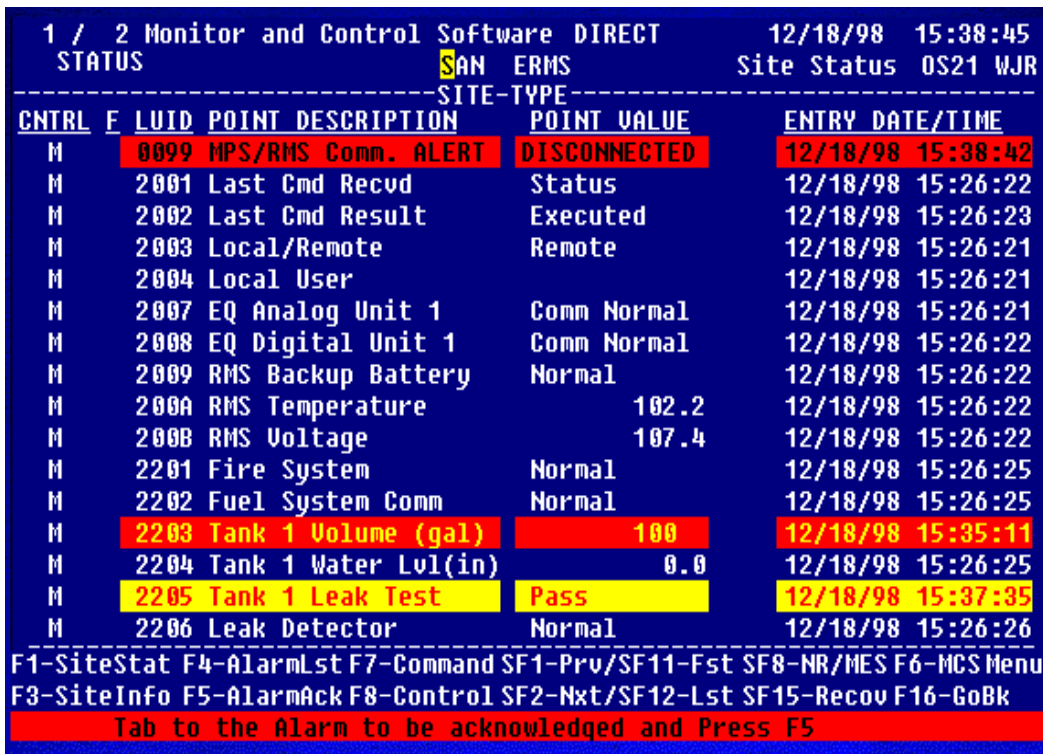 1 / 2 Monitor and Control Software DIRECT 12/18/98 15:38:45
STATUS SAN ERMS Site Status OS21 WJR
SITE-TYPE
CNTRL F LUID POINT DESCRIPTION POINT VALUE ENTRY DATE/TIME
M 0099 MPS/RMS Comm. ALERT DISCONNECTED 12/18/98 15:38:42
M 2001 Last Cmd Recvd Status 12/18/98 15:26:22
M 2002 Last Cmd Result Executed 12/18/98 15:26:23
M 2003 Local/Remote Remote 12/18/98 15:26:21
M 2004 Local User 12/18/98 15:26:21
M 2007 EQ Analog Unit 1 Comm Normal 12/18/98 15:26:21
M 2008 EQ Digital Unit 1 Comm Normal 12/18/98 15:26:22
M 2009 RMS Backup Battery Normal 12/18/98 15:26:22
M 200A RMS Temperature 102.2 12/18/98 15:26:22
M 200B RMS Voltage 107.4 12/18/98 15:26:22
M 2201 Fire System Normal 12/18/98 15:26:25
M 2202 Fuel System Comm Normal 12/18/98 15:26:25
M 2203 Tank 1 Volume (gal) 100 12/18/98 15:35:11
M 2204 Tank 1 Water Lvl(in) 0.0 12/18/98 15:26:25
M 2205 Tank 1 Leak Test Pass 12/18/98 15:37:35
M 2206 Leak Detector Normal 12/18/98 15:26:26
F1-SiteStat F4-AlarmLst F7-Command SF1-Prv/SF11-Fst SF8-NR/MES F6-MCS Menu
F3-SiteInfo F5-AlarmAck F8-Control SF2-Nxt/SF12-Lst SF15-Recov F16-GoBk
Tab to the Alarm to be acknowledged and Press F5